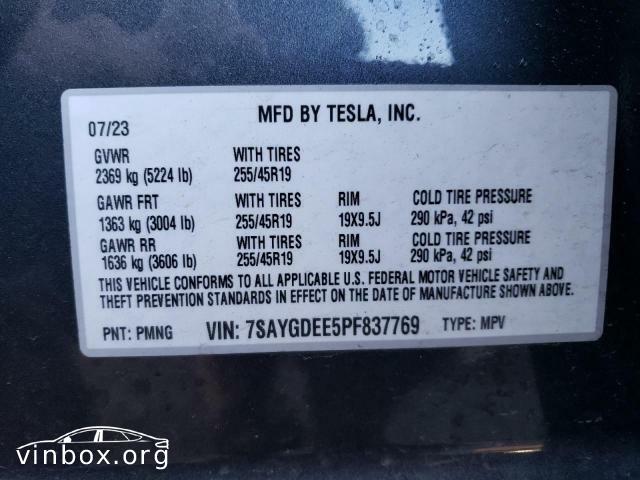 MFD BY TESLA, INC.
07/23
GVWR WITH TIRES
2369 kg (5224 lb) 255/45R19
GAWR FRT WITH TIRES RIM COLD TIRE PRESSURE
1363 kg (3004 lb) 255/45R19 19X9.5J 290 kPa, 42 psi
GAWR RR WITH TIRES RIM COLD TIRE PRESSURE
1636 kg (3606 lb) 255/45R19 19X9.5J 290 kPa, 42 psi
THIS VEHICLE CONFORMS TO ALL APPLICABLE U.S. FEDERAL MOTOR VEHICLE SAFETY AND
THEFT PREVENTION STANDARDS IN EFFECT ON THE DATE OF MANUFACTURE SHOWN ABOVE.
PNT: PMNG VIN: 7SAYGDEE5PF837769 TYPE: MPV
vinbox.org